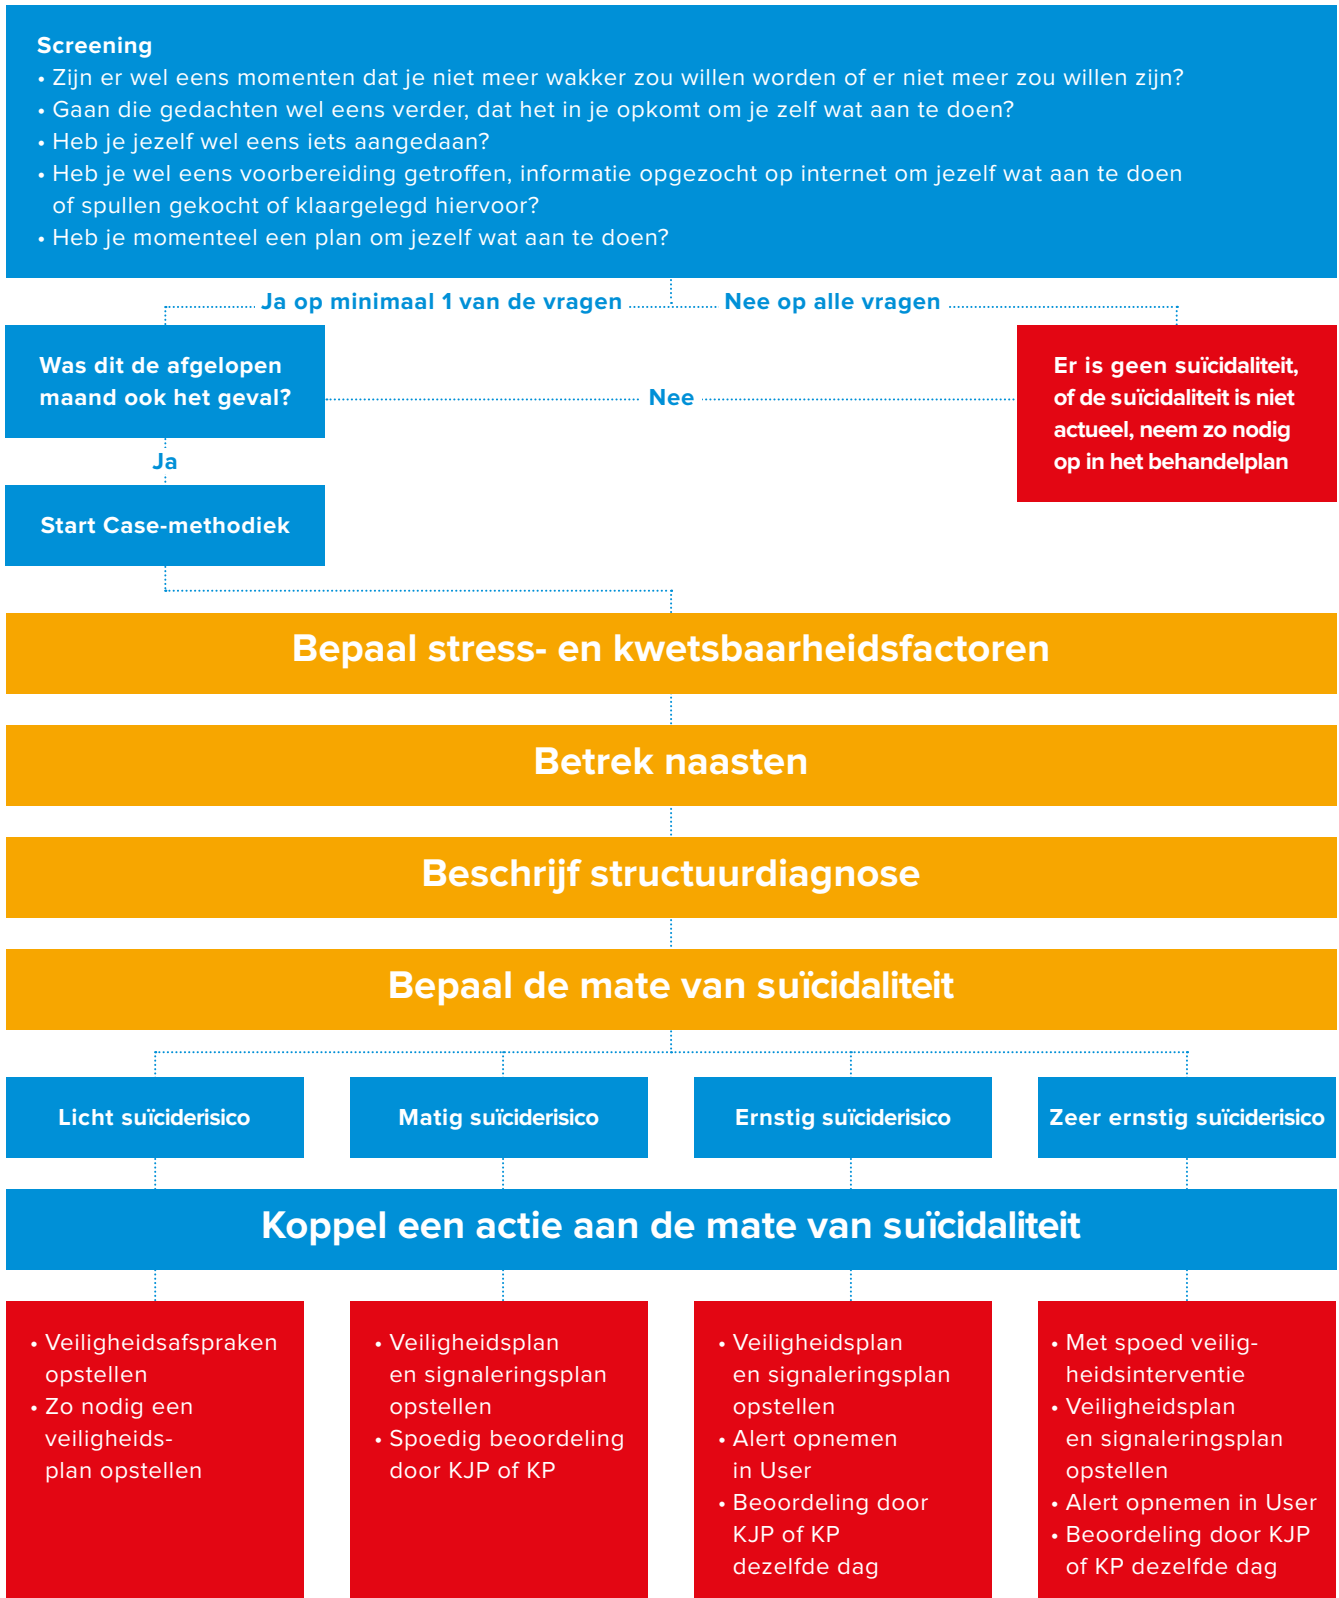 Screening
• Zijn er wel eens momenten dat je niet meer wakker zou willen worden of er niet meer zou willen zijn?
• Gaan die gedachten wel eens verder, dat het in je opkomt om je zelf wat aan te doen?
• Heb je jezelf wel eens iets aangedaan?
• Heb je wel eens voorbereiding getroffen, informatie opgezocht op internet om jezelf wat aan te doen
of spullen gekocht of klaargelegd hiervoor?
• Heb je momenteel een plan om jezelf wat aan te doen?
Ja op minimaal 1 van de vragen
Nee op alle vragen
Was dit de afgelopen
maand ook het geval?
Nee
Er is geen suïcidaliteit,
of de suïcidaliteit is niet
actueel, neem zo nodig
op in het behandelplan
Ja
Start Case-methodiek
Bepaal stress- en kwetsbaarheidsfactoren
Betrek naasten
Beschrijf structuurdiagnose
Bepaal de mate van suïcidaliteit
Licht suïciderisico
Matig suïciderisico
Ernstig suïciderisico
Zeer ernstig suïciderisico
Koppel een actie aan de mate van suïcidaliteit
• Veiligheidsafspraken
opstellen
• Zo nodig een
veiligheids-
plan opstellen
• Veiligheidsplan
en signaleringsplan
opstellen
• Spoedig beoordeling
door KJP of KP
• Veiligheidsplan
en signaleringsplan
opstellen
• Alert opnemen
in User
• Beoordeling door
KJP of KP
dezelfde dag
• Met spoed veilig-
heidsinterventie
• Veiligheidsplan
en signaleringsplan
opstellen
• Alert opnemen in User
• Beoordeling door KJP
of KP dezelfde dag